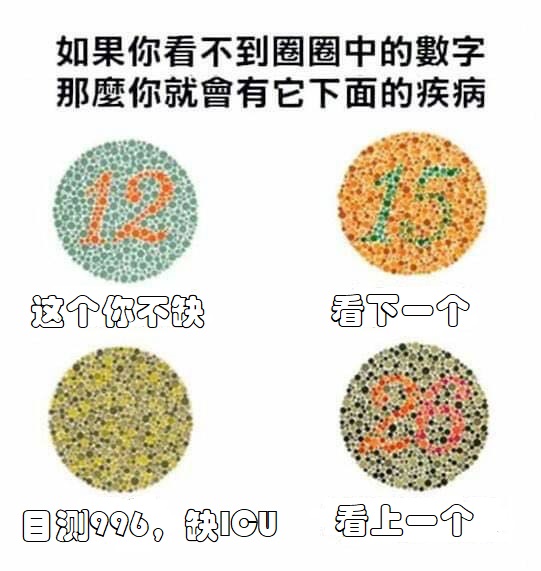 如果你看不到圈圈中的數字
那麼你就會有它下面的疾病
12
15
这个你不缺
看下一个
26
目测996，缺ICU
看上一个